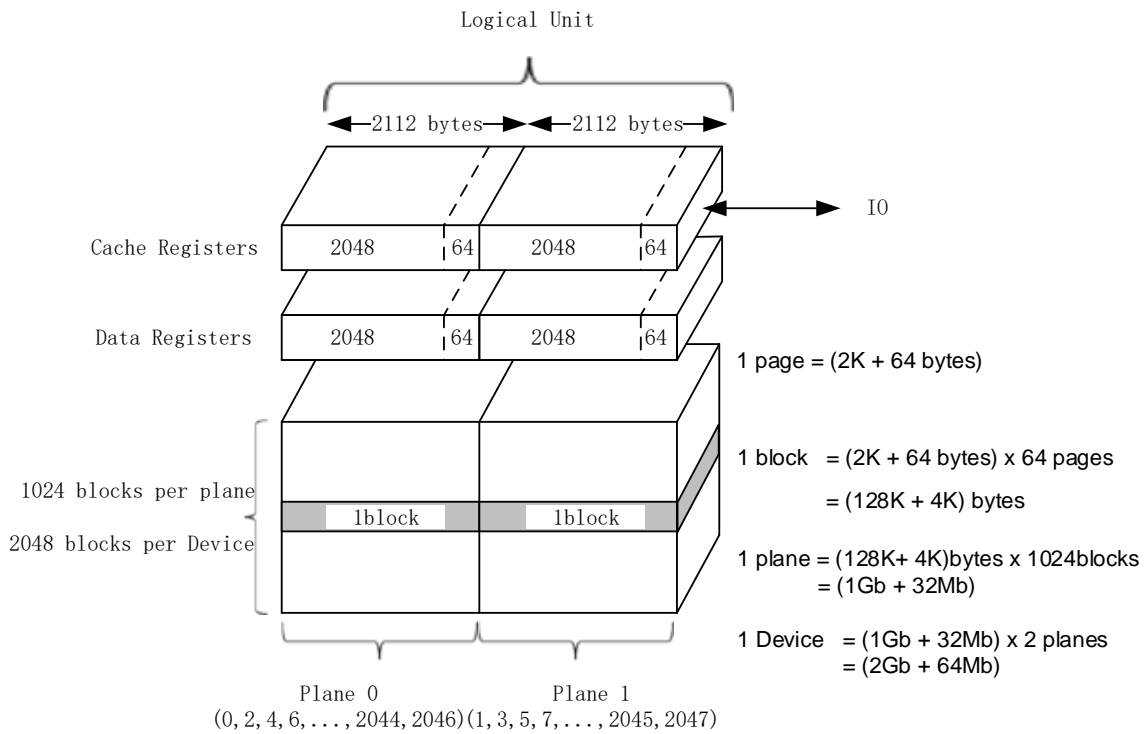 Logical Unit
2112 bytes 2112 bytes
IO
Cache Registers 2048 64 2048 64
Data Registers 2048 64 2048 64
1 page = (2K + 64 bytes)
1 block = (2K + 64 bytes) x 64 pages
= (128K + 4K) bytes
1024 blocks per plane
1block 1block
2048 blocks per Device
1 plane = (128K+ 4K)bytes x 1024blocks
= (1Gb + 32Mb)
1 Device = (1Gb + 32Mb) x 2 planes
= (2Gb + 64Mb)
Plane 0 Plane 1
(0,2,4,6,...,2044,2046)(1,3,5,7,...,2045,2047)